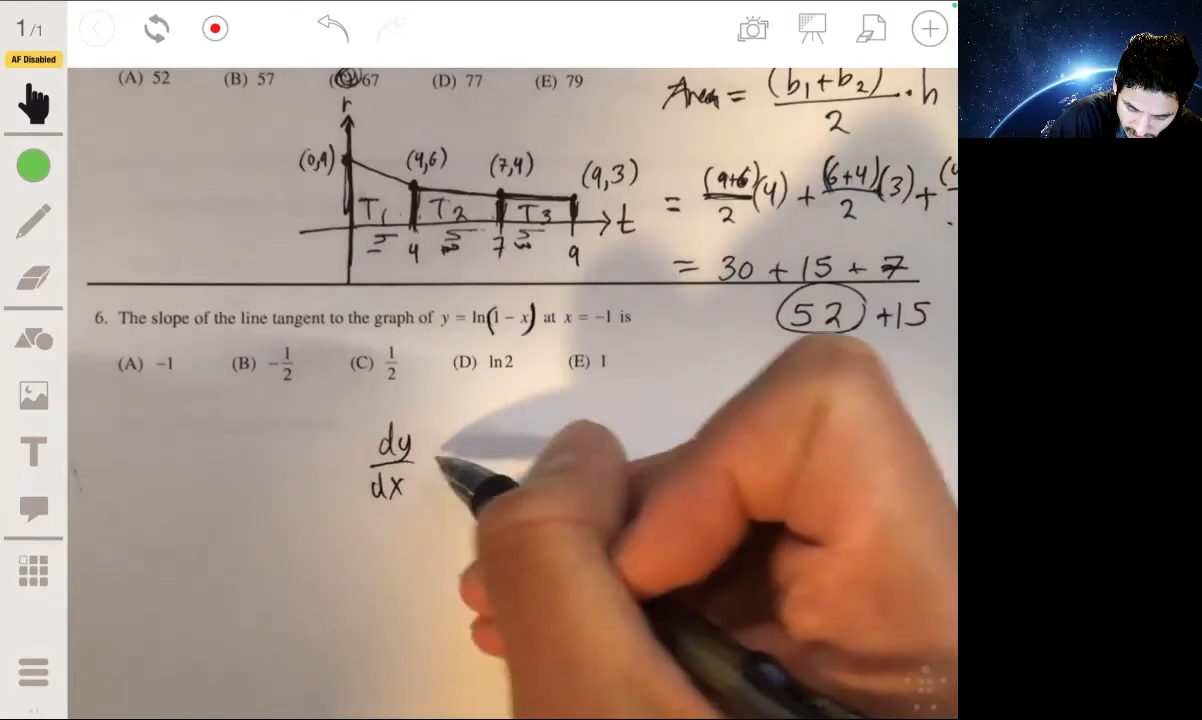 1/1
AF Disabled
(A) 52 (B) 57 67 (D) 77 (E) 79
Area = (b₁+b₂)/2 · h
r
(0,9) (4,6) (7,4) (9,3)
T₁ T₂ T₃ t
4 7 9
= (9+6)/2 (4) + (6+4)/2 (3) +
= 30 + 15 + 7
52 +15
6. The slope of the line tangent to the graph of y = ln(1 − x) at x = −1 is
(A) −1 (B) −1/2 (C) 1/2 (D) ln 2 (E) 1
dy/dx
T